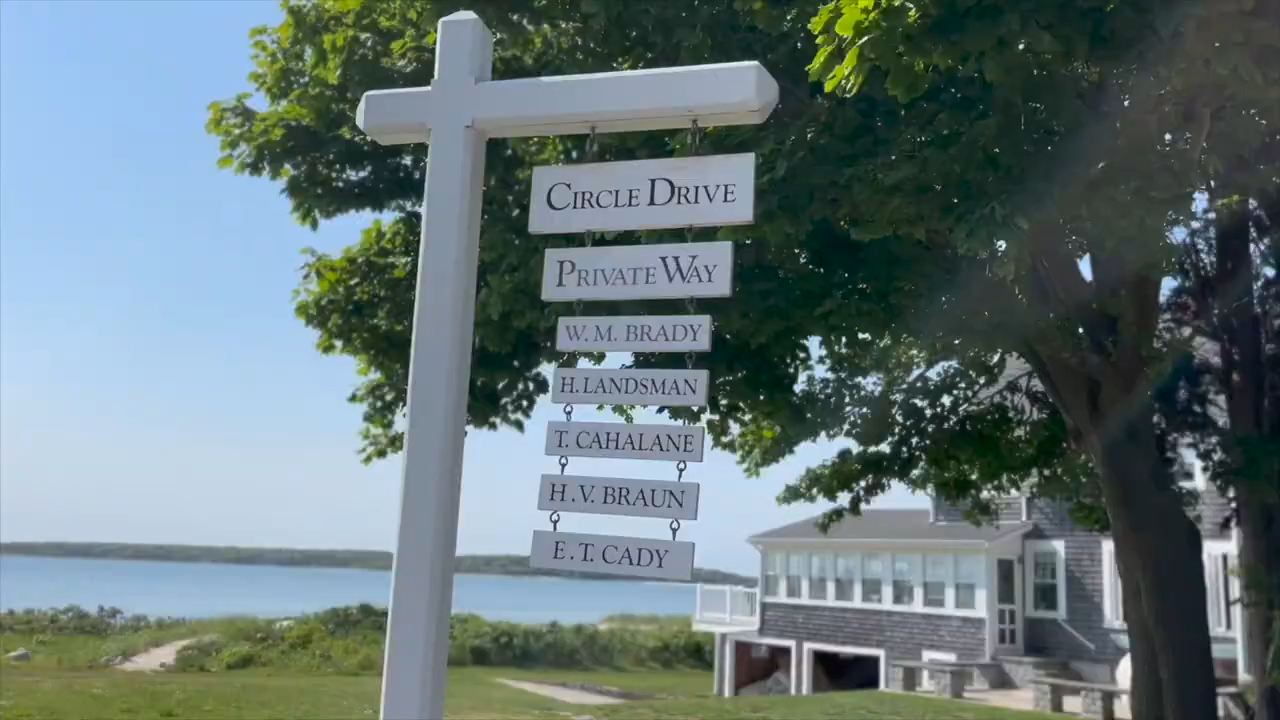 CIRCLE DRIVE
PRIVATE WAY
W. M. BRADY
H. LANDSMAN
T. CAHALANE
H. V. BRAUN
E. T. CADY